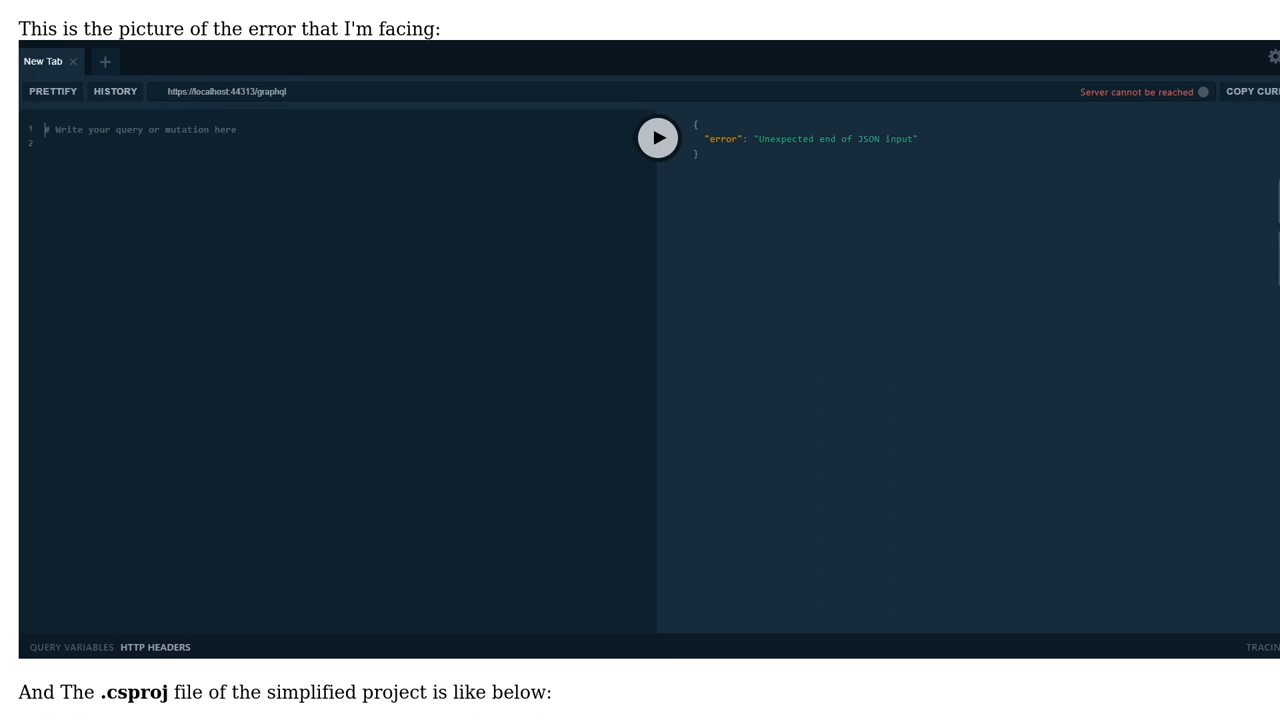 This is the picture of the error that I'm facing:
New Tab
PRETTIFY HISTORY https://localhost:44313/graphql Server cannot be reached
1 # Write your query or mutation here
2
{
"error": "Unexpected end of JSON input"
}
QUERY VARIABLES HTTP HEADERS
And The .csproj file of the simplified project is like below: